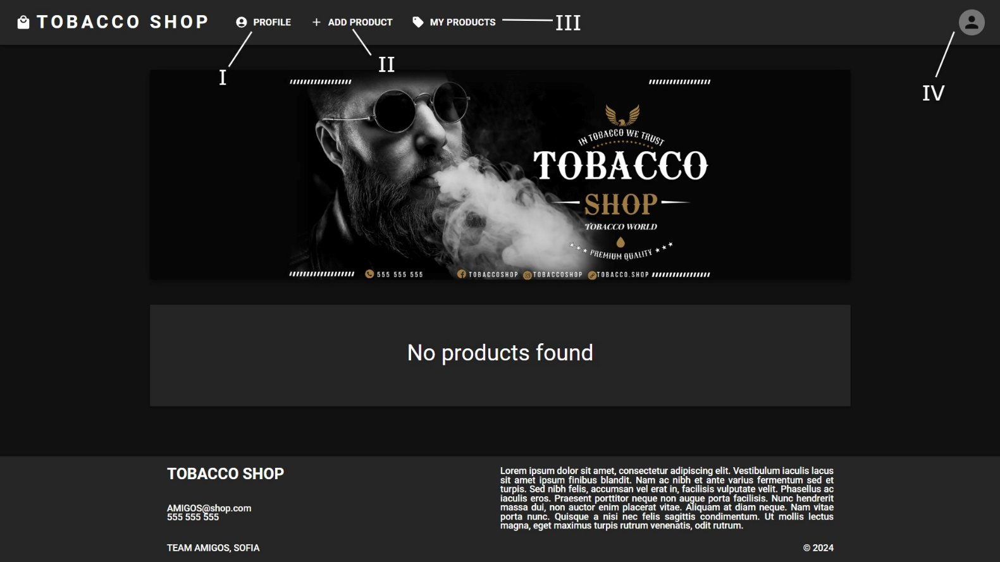 TOBACCO SHOP PROFILE ADD PRODUCT MY PRODUCTS III
I
II
IV
IN TOBACCO WE TRUST
TOBACCO
SHOP
TOBACCO WORLD
PREMIUM QUALITY
555 555 555 TOBACCOSHOP TOBACCOSHOP TOBACCO.SHOP
No products found
TOBACCO SHOP
AMIGOS@shop.com
555 555 555
TEAM AMIGOS, SOFIA
Lorem ipsum dolor sit amet, consectetur adipiscing elit. Vestibulum iaculis lacus
sit amet ipsum finibus blandit. Nam ac nibh et ante varius fermentum sed et
turpis. Sed nibh felis, accumsan vel erat in, facilisis vulputate velit. Phasellus ac
iaculis eros. Praesent porttitor neque non augue porta facilisis. Nunc hendrerit
massa dui, non auctor enim placerat vitae. Aliquam at diam neque. Nam vitae
porta nunc. Quisque a nisi nec felis sagittis condimentum. Ut mollis lectus
magna, eget maximus turpis rutrum venenatis, odit rutrum.
© 2024